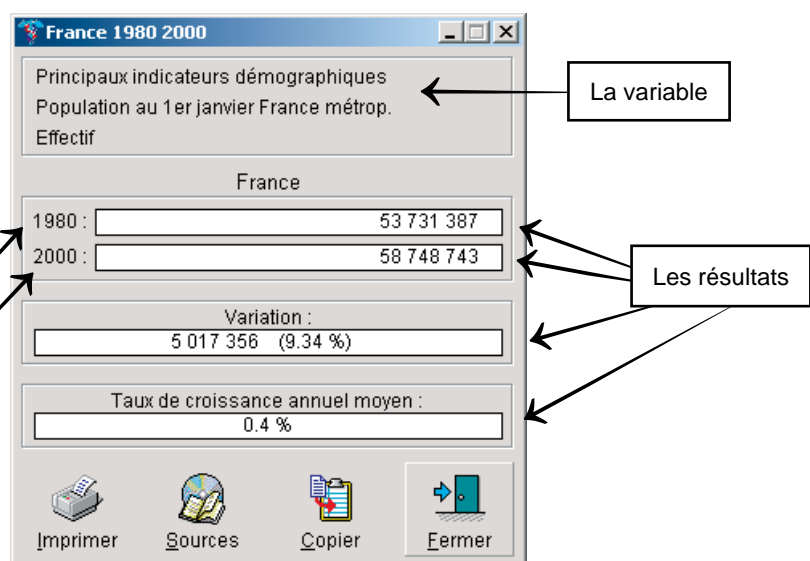 France 1980 2000
Principaux indicateurs démographiques
Population au 1er janvier France métrop.
Effectif
La variable
France
1980 : 53 731 387
2000 : 58 748 743
Les résultats
Variation :
5 017 356 (9.34 %)
Taux de croissance annuel moyen :
0.4 %
Imprimer Sources Copier Fermer